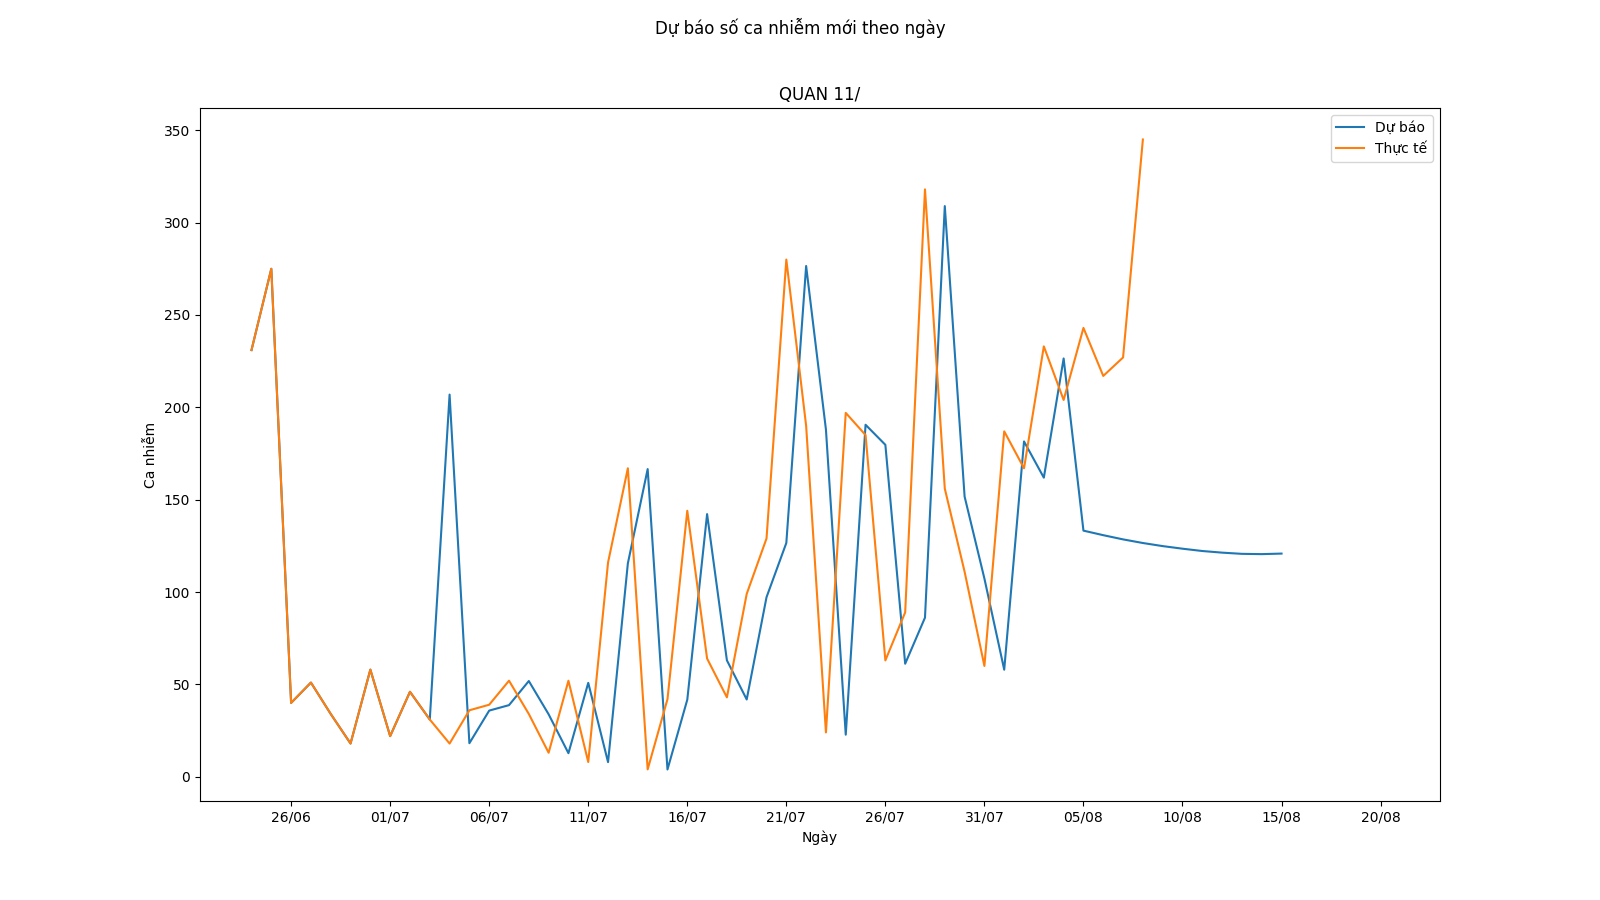 Dự báo số ca nhiễm mới theo ngày
QUAN 11/
Dự báo
Thực tế
350
300
250
200
150
100
50
0
Ca nhiễm
26/06 01/07 06/07 11/07 16/07 21/07 26/07 31/07 05/08 10/08 15/08 20/08
Ngày